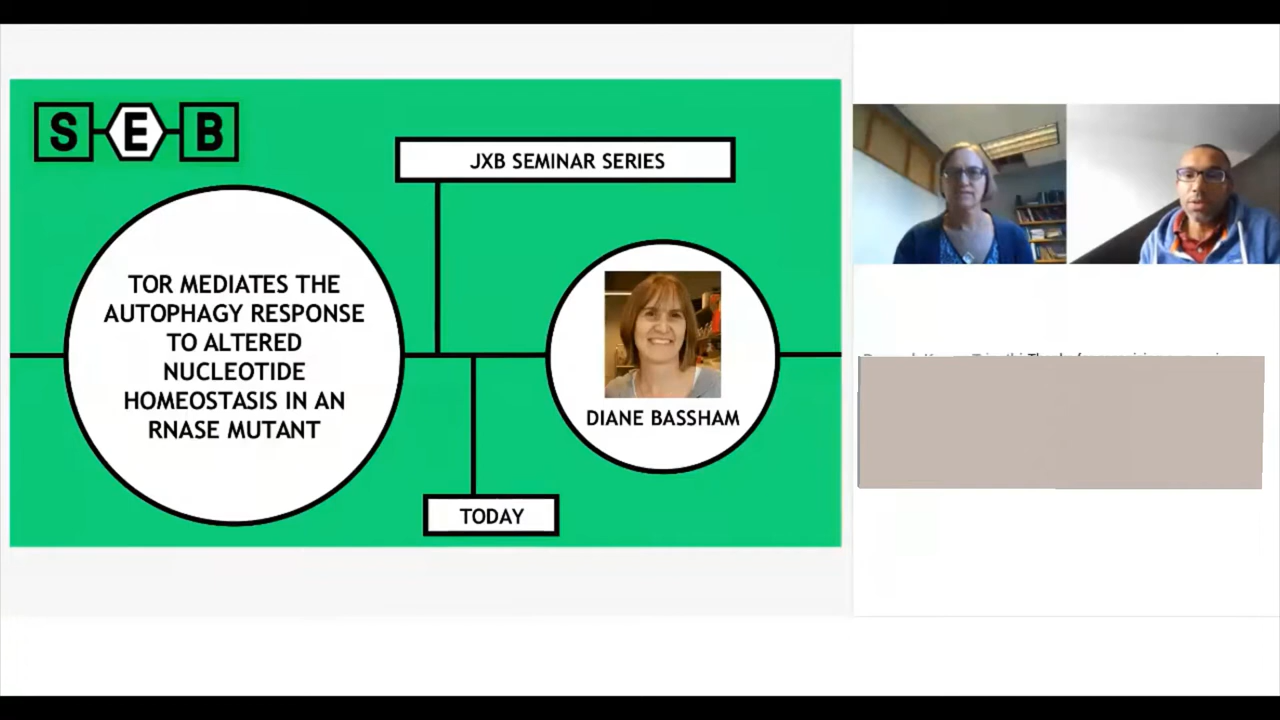 S E B
JXB SEMINAR SERIES
TOR MEDIATES THE
AUTOPHAGY RESPONSE
TO ALTERED
NUCLEOTIDE
HOMEOSTASIS IN AN
RNASE MUTANT
DIANE BASSHAM
TODAY